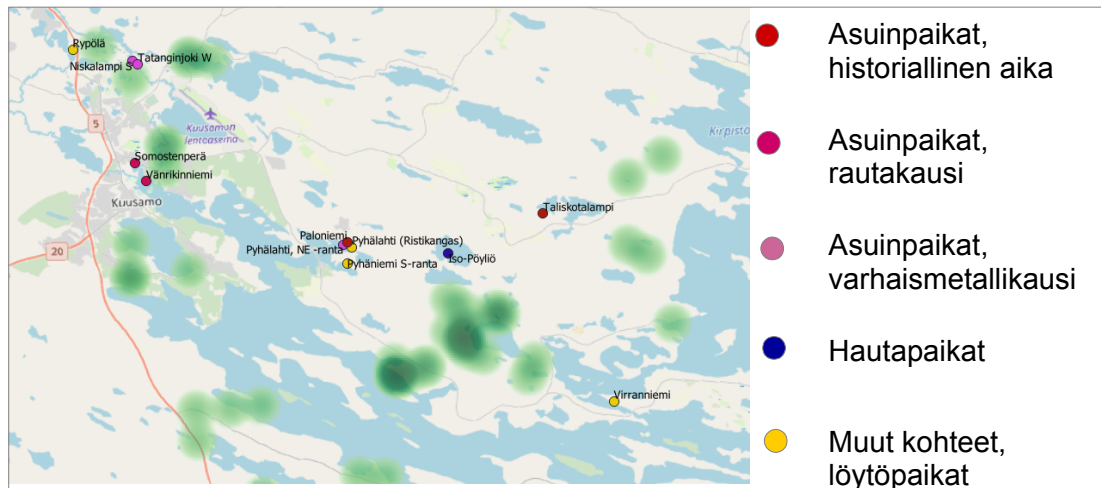 Rypölä
Tatanginjoki W
Niskalampi S
5
Kuusamon
lentoasema
Kirpistö
Somostenperä
Vänrikinniemi
Kuusamo
Taliskotalampi
Paloniemi
Pyhälahti (Ristikangas)
20
Pyhälahti, NE -ranta
Iso-Pöyliö
Pyhäniemi S-ranta
Virranniemi
Asuinpaikat,
historiallinen aika
Asuinpaikat,
rautakausi
Asuinpaikat,
varhaismetallikausi
Hautapaikat
Muut kohteet,
löytöpaikat